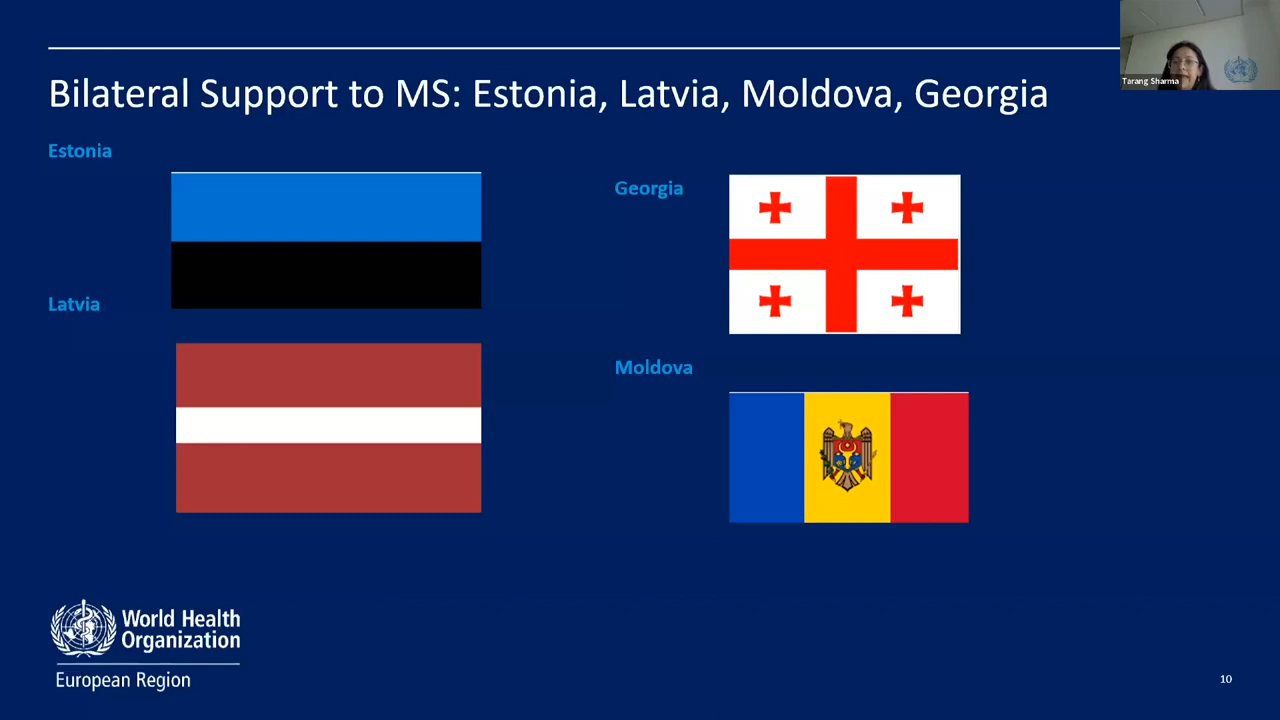 Bilateral Support to MS: Estonia, Latvia, Moldova, Georgia
Tarang Sharma
Estonia
Georgia
Latvia
Moldova
World Health
Organization
European Region
10